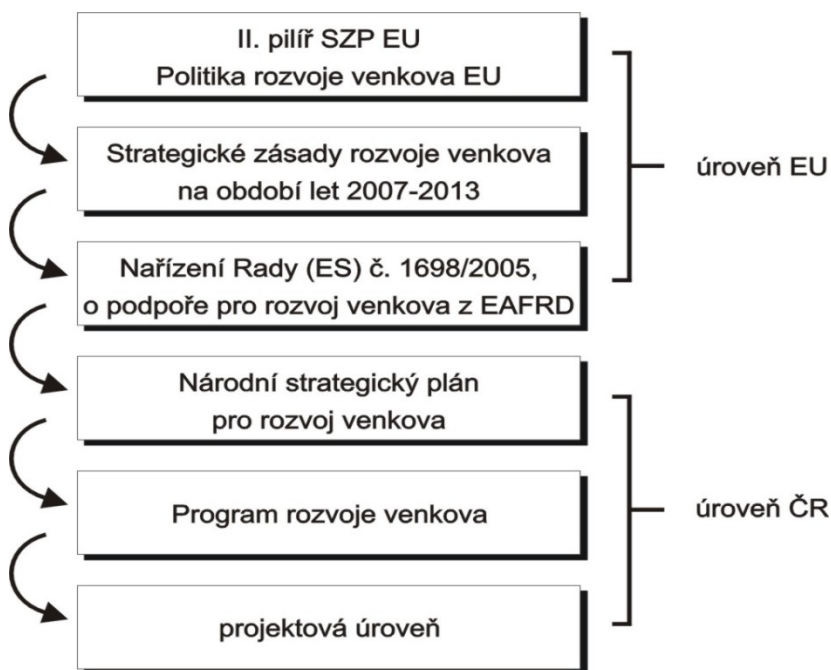 II. pilíř SZP EU
Politika rozvoje venkova EU
Strategické zásady rozvoje venkova
na období let 2007-2013
úroveň EU
Nařízení Rady (ES) č. 1698/2005,
o podpoře pro rozvoj venkova z EAFRD
Národní strategický plán
pro rozvoj venkova
Program rozvoje venkova
úroveň ČR
projektová úroveň